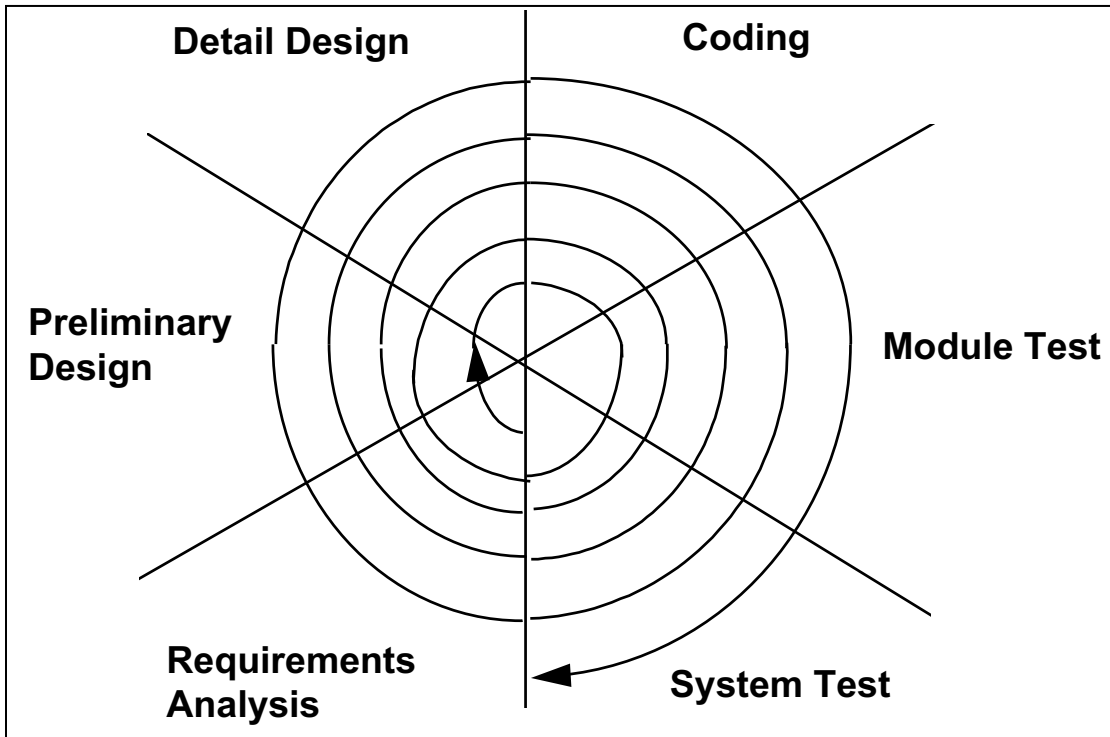 Detail Design
Coding
Preliminary
Design
Module Test
Requirements
Analysis
System Test